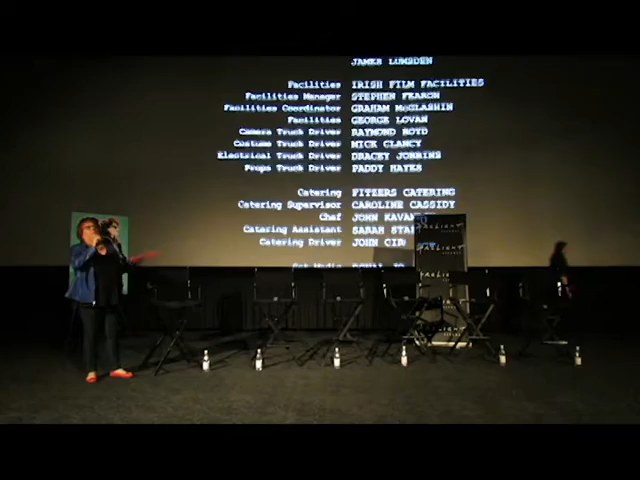 JAMES LUMSDEN
Facilities IRISH FILM FACILITIES
Facilities Manager STEPHEN FEARON
Facilities Coordinator GRAHAM McGLASHIN
Facilities GEORGE LOVAN
Camera Truck Driver RAYMOND BOYD
Costume Truck Driver MICK CLANCY
Electrical Truck Driver DRACEY JOBBINS
Props Truck Driver PADDY HAYES
Catering FITZERS CATERING
Catering Supervisor CAROLINE CASSIDY
Chef JOHN KAVAN
Catering Assistant SARAH
Catering Driver JOHN